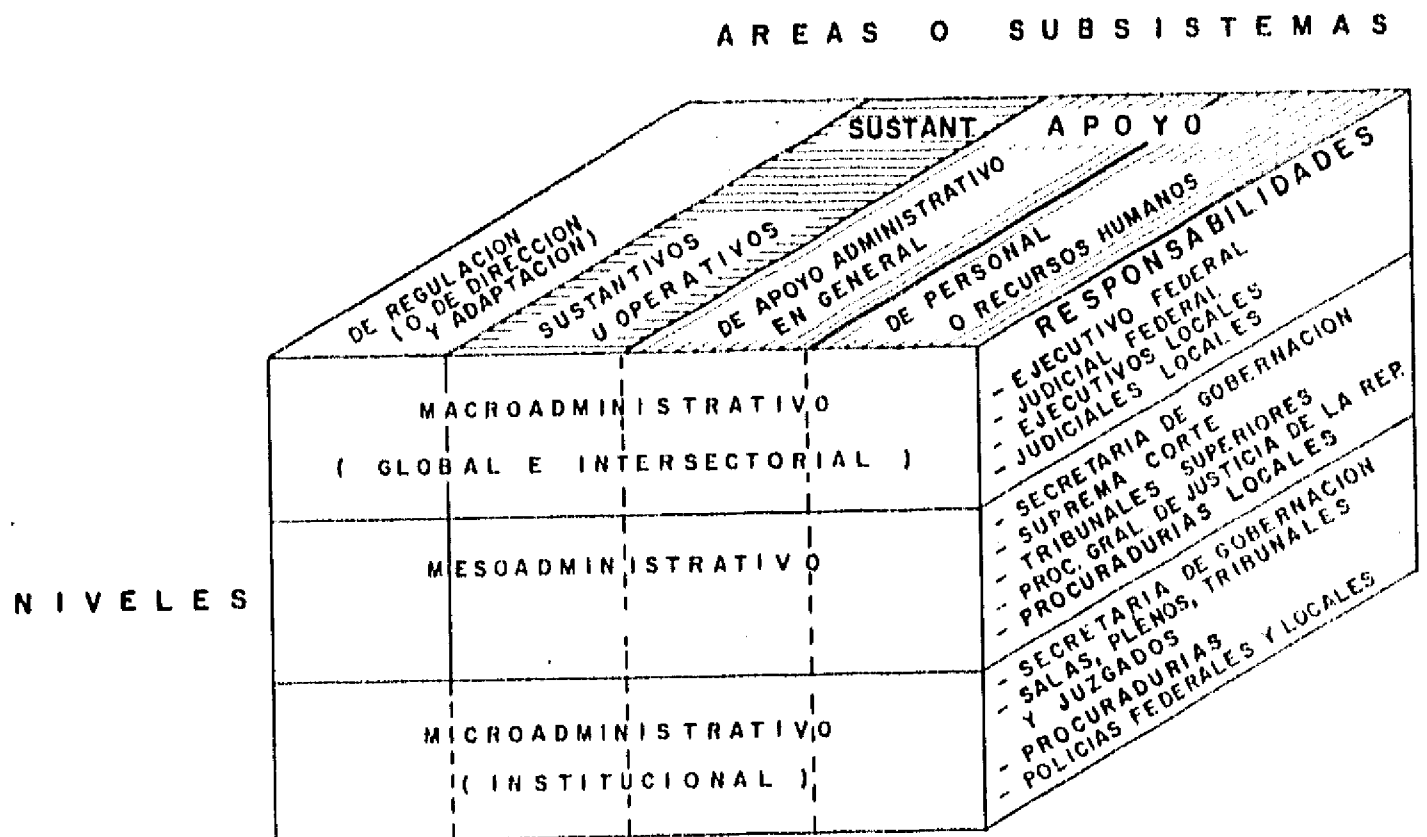 AREAS O SUBSISTEMAS
SUSTANT. APOYO
DE REGULACION
(O DE DIRECCION
Y ADAPTACION)
SUSTANTIVOS
U OPERATIVOS
DE APOYO ADMINISTRATIVO
EN GENERAL
DE PERSONAL
O RECURSOS HUMANOS
RESPONSABILIDADES
- EJECUTIVO FEDERAL
- JUDICIAL FEDERAL
- EJECUTIVOS LOCALES
- JUDICIALES LOCALES
MACROADMINISTRATIVO
( GLOBAL E INTERSECTORIAL )
- SECRETARIA DE GOBERNACION
- SUPREMA CORTE
- TRIBUNALES SUPERIORES
- PROC. GRAL. DE JUSTICIA DE LA REP.
- PROCURADURIAS LOCALES
NIVELES
MESOADMINISTRATIVO
- SECRETARIA DE GOBERNACION
- SALAS, PLENOS, TRIBUNALES
Y JUZGADOS
- PROCURADURIAS
- POLICIAS FEDERALES Y LOCALES
MICROADMINISTRATIVO
( INSTITUCIONAL )